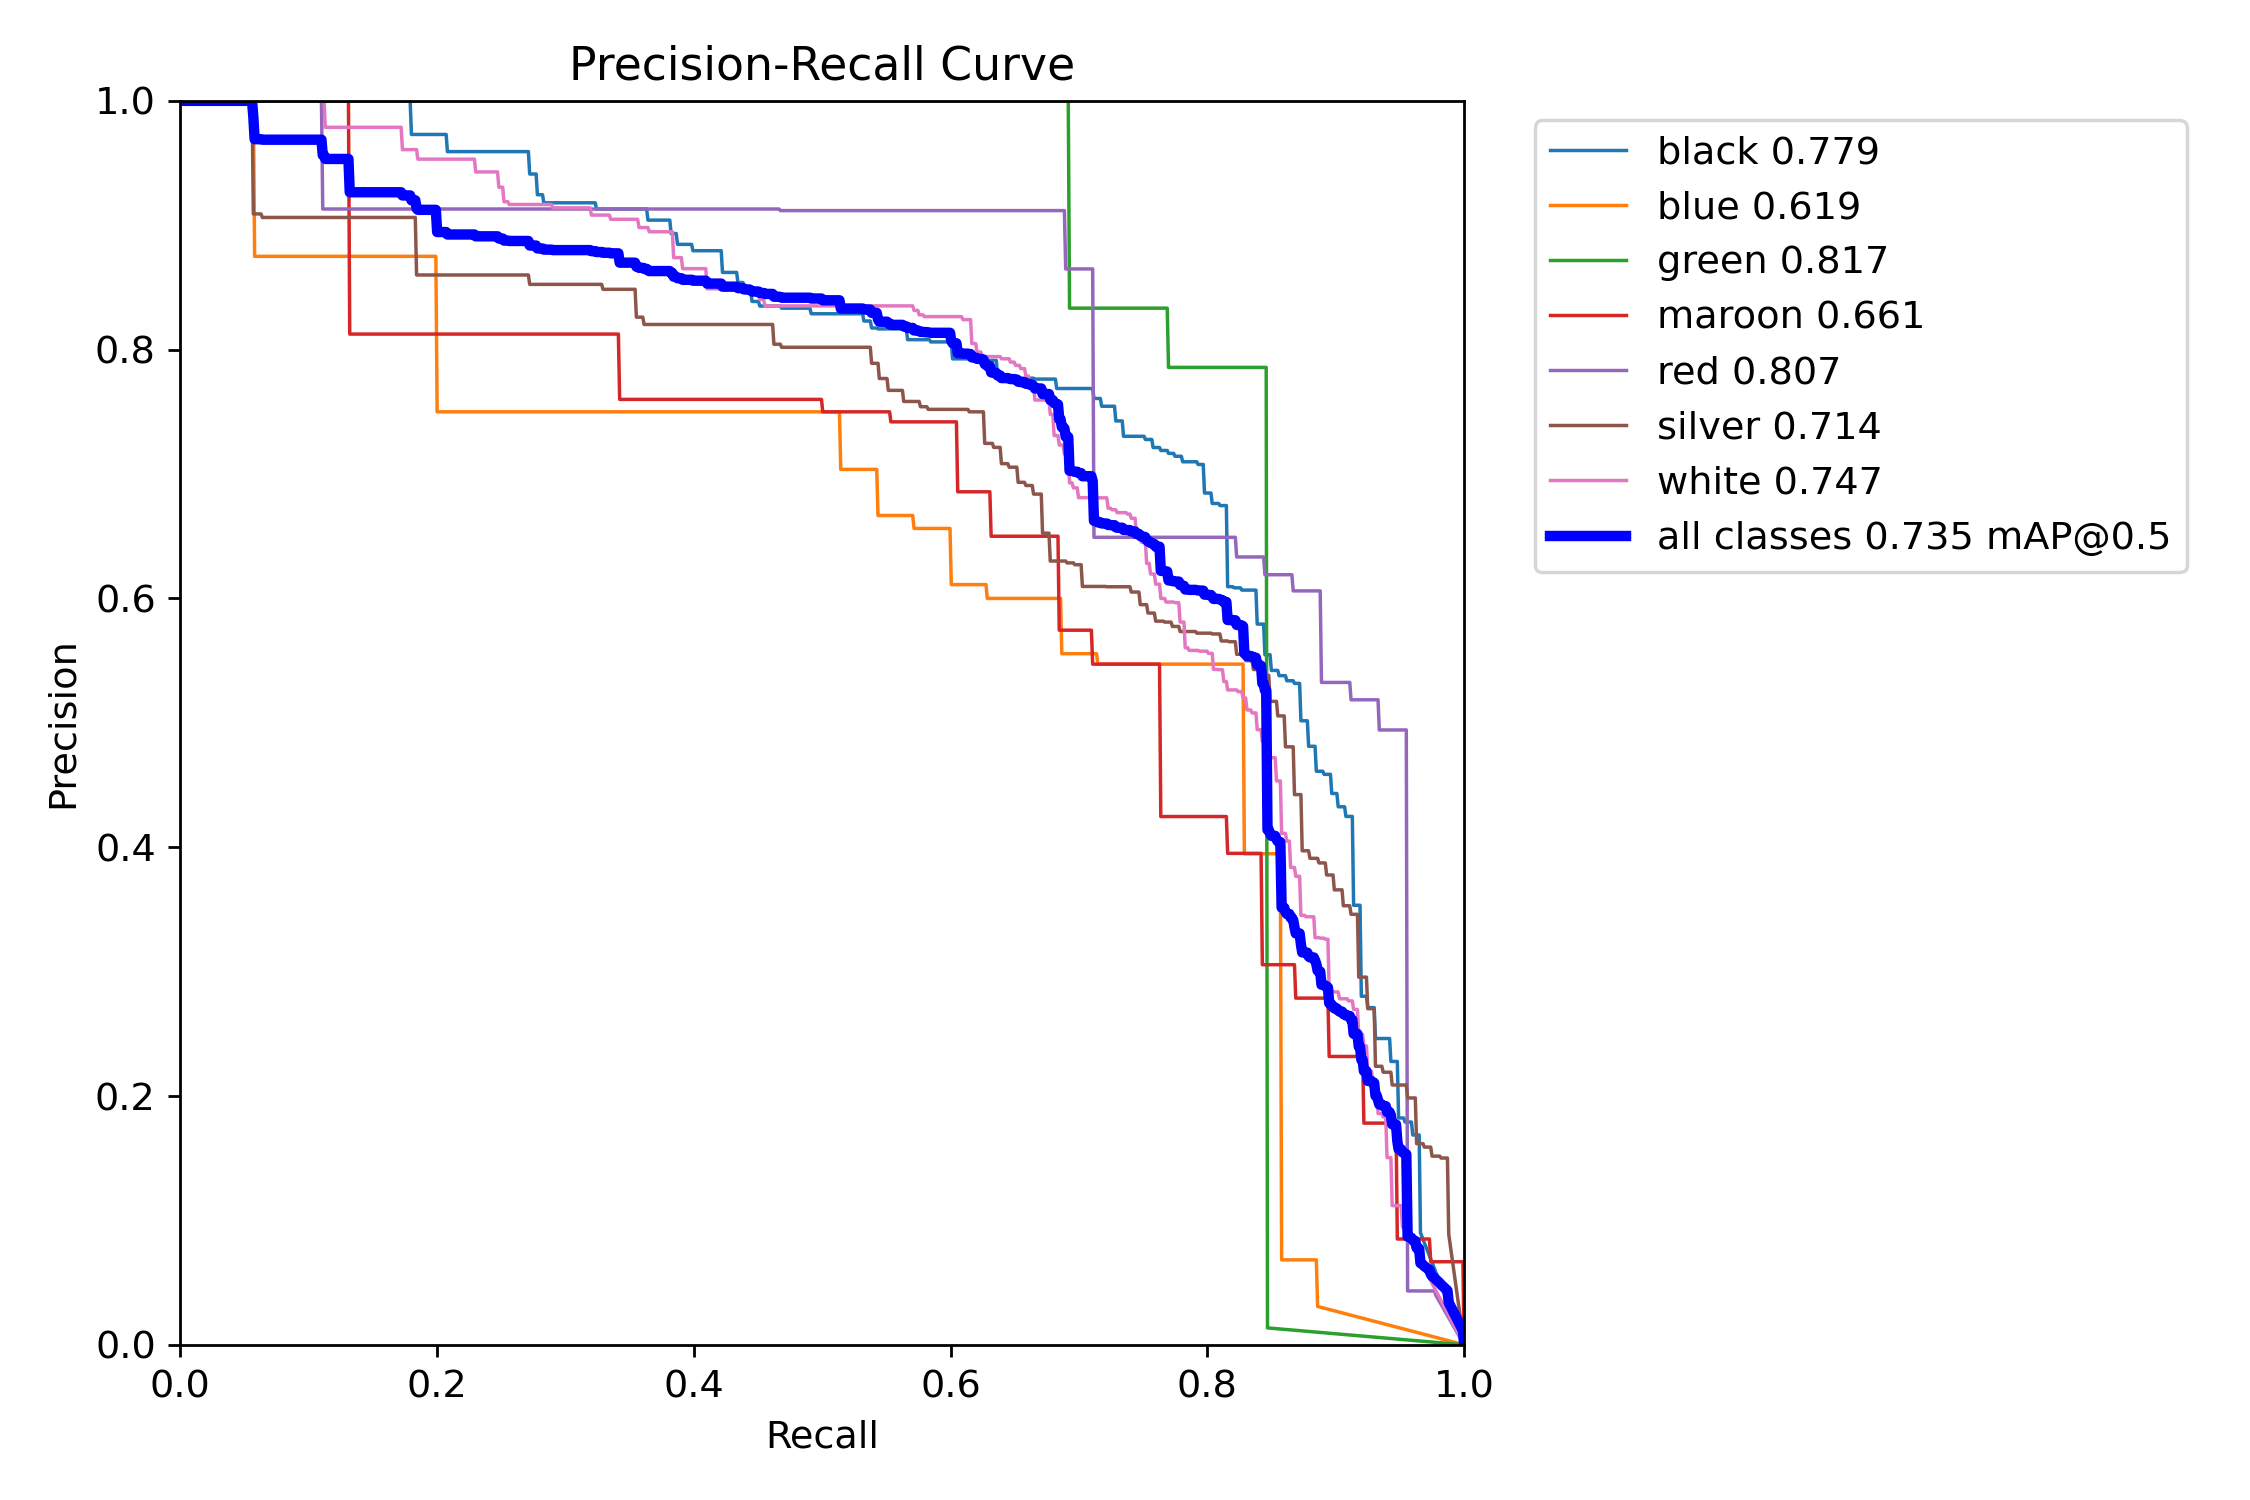 Precision-Recall Curve
1.0
0.8
0.6
0.4
0.2
0.0
Precision
0.0 0.2 0.4 0.6 0.8 1.0
Recall
black 0.779
blue 0.619
green 0.817
maroon 0.661
red 0.807
silver 0.714
white 0.747
all classes 0.735 mAP@0.5